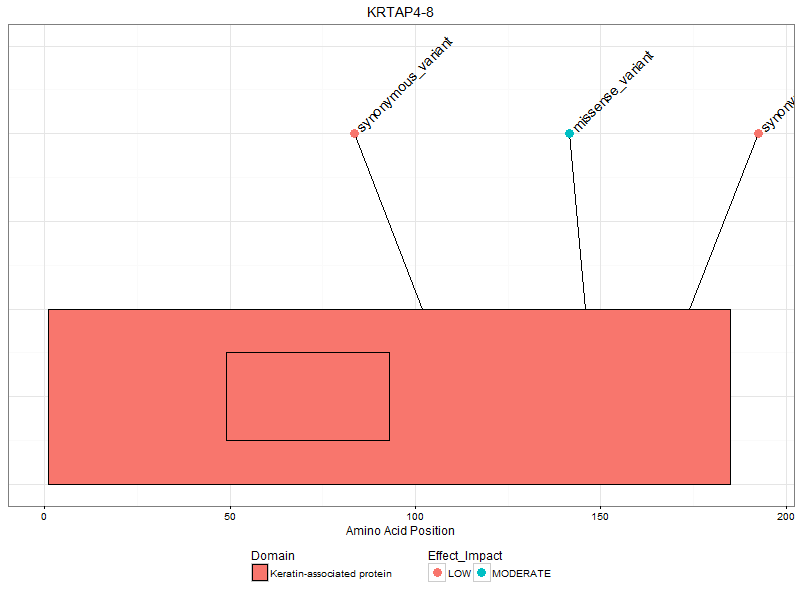 KRTAP4-8
synonymous_variant
missense_variant
synony
0 50 100 150 200
Amino Acid Position
Domain
Keratin-associated protein
Effect_Impact
LOW MODERATE